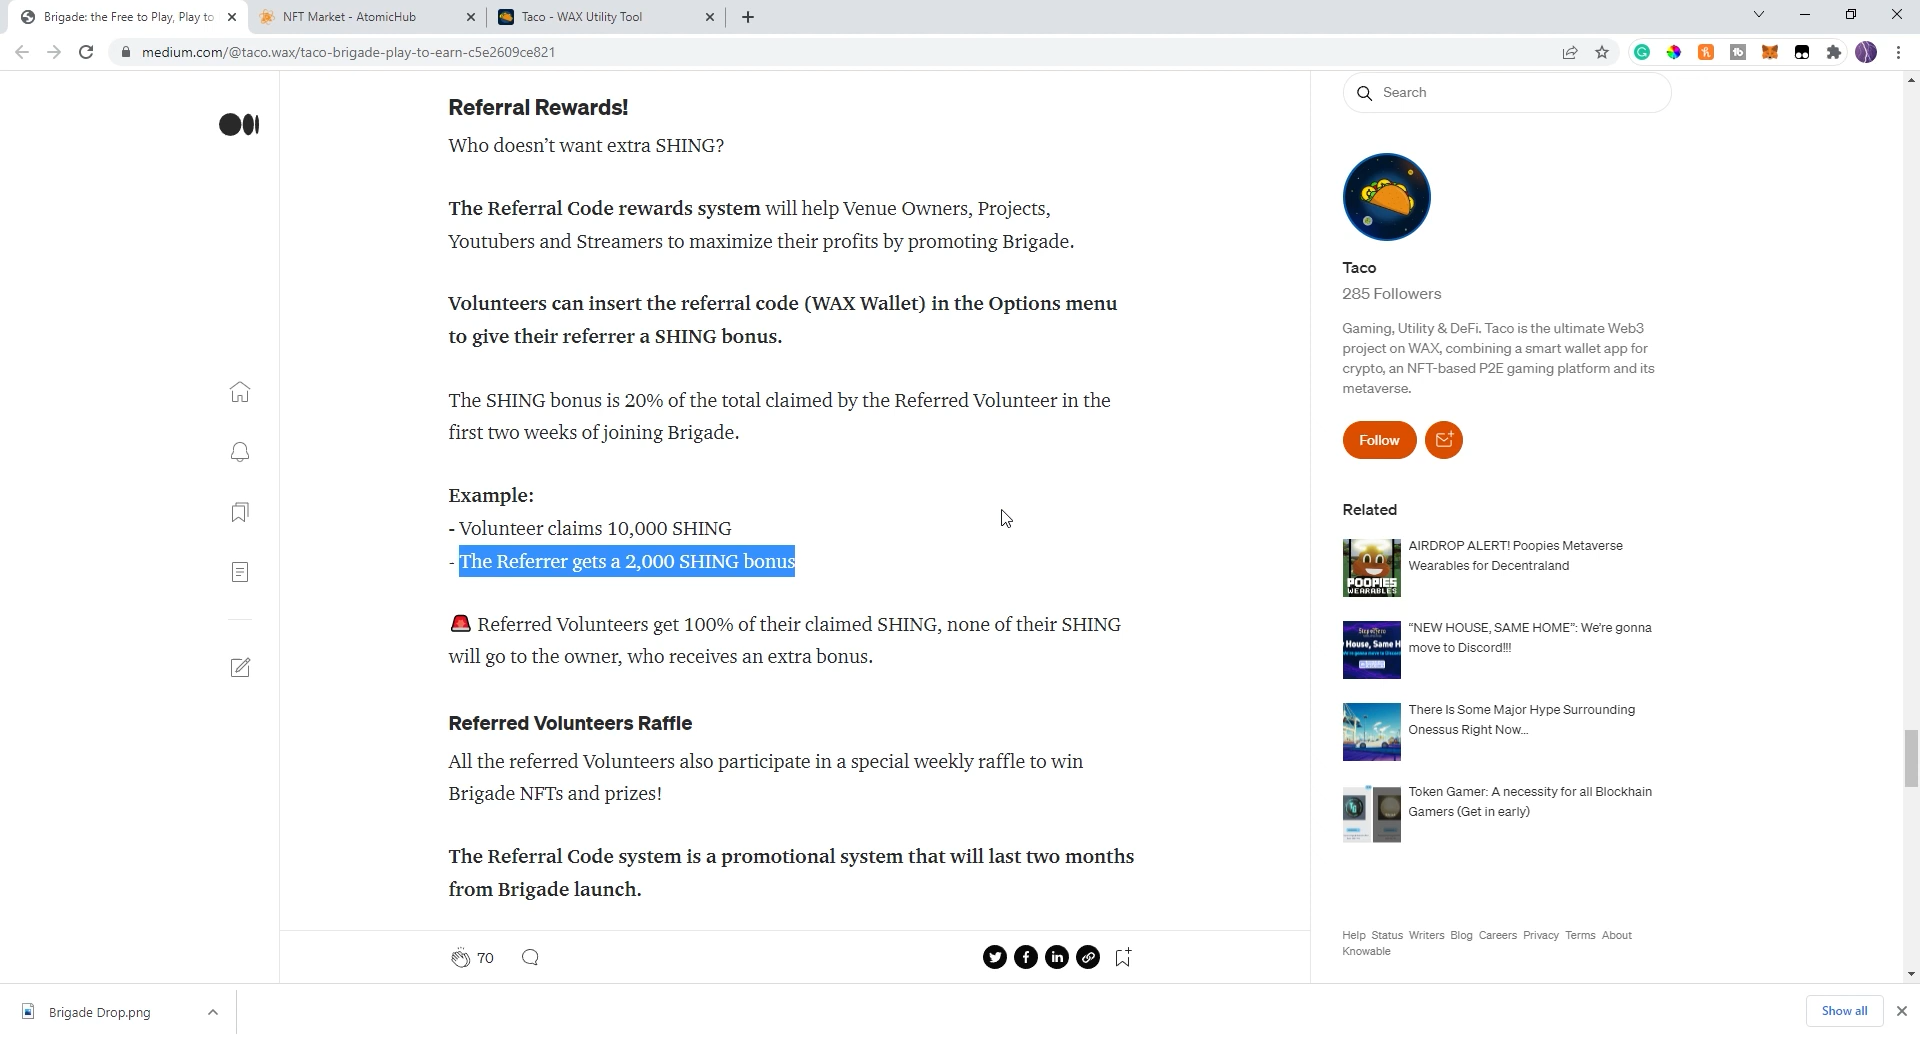 Brigade: the Free to Play, Play to
NFT Market - AtomicHub
Taco - WAX Utility Tool
medium.com/@taco.wax/taco-brigade-play-to-earn-c5e2609ce821
Referral Rewards!
Who doesn't want extra SHING?
The Referral Code rewards system will help Venue Owners, Projects,
Youtubers and Streamers to maximize their profits by promoting Brigade.
Volunteers can insert the referral code (WAX Wallet) in the Options menu
to give their referrer a SHING bonus.
The SHING bonus is 20% of the total claimed by the Referred Volunteer in the
first two weeks of joining Brigade.
Example:
- Volunteer claims 10,000 SHING
- The Referrer gets a 2,000 SHING bonus
🚨 Referred Volunteers get 100% of their claimed SHING, none of their SHING
will go to the owner, who receives an extra bonus.
Referred Volunteers Raffle
All the referred Volunteers also participate in a special weekly raffle to win
Brigade NFTs and prizes!
The Referral Code system is a promotional system that will last two months
from Brigade launch.
70
Search
Taco
285 Followers
Gaming, Utility & DeFi. Taco is the ultimate Web3
project on WAX, combining a smart wallet app for
crypto, an NFT-based P2E gaming platform and its
metaverse.
Follow
Related
AIRDROP ALERT! Poopies Metaverse
Wearables for Decentraland
POOPIES
WEARABLES
"NEW HOUSE, SAME HOME": We're gonna
move to Discord!!!
House, Same H
There Is Some Major Hype Surrounding
Onessus Right Now...
Token Gamer: A necessity for all Blockhain
Gamers (Get in early)
Help Status Writers Blog Careers Privacy Terms About
Knowable
Brigade Drop.png
Show all